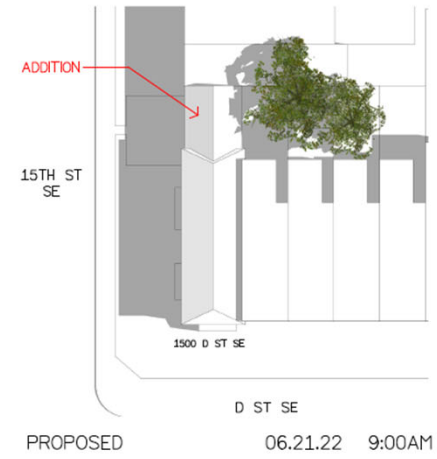 ADDITION
15TH ST
SE
1500 D ST SE
D ST SE
PROPOSED 06.21.22 9:00AM